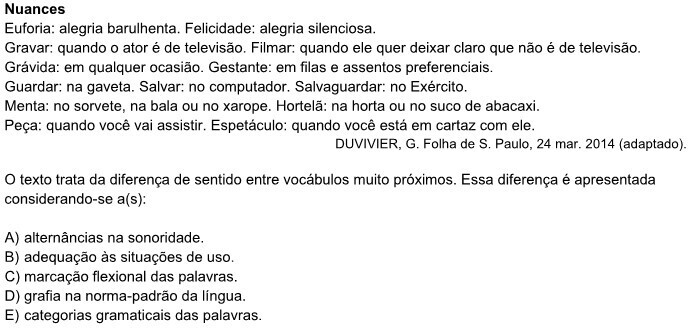 Nuances
Euforia: alegria barulhenta. Felicidade: alegria silenciosa.
Gravar: quando o ator é de televisão. Filmar: quando ele quer deixar claro que não é de televisão.
Grávida: em qualquer ocasião. Gestante: em filas e assentos preferenciais.
Guardar: na gaveta. Salvar: no computador. Salvaguardar: no Exército.
Menta: no sorvete, na bala ou no xarope. Hortelã: na horta ou no suco de abacaxi.
Peça: quando você vai assistir. Espetáculo: quando você está em cartaz com ele.
DUVIVIER, G. Folha de S. Paulo, 24 mar. 2014 (adaptado).
O texto trata da diferença de sentido entre vocábulos muito próximos. Essa diferença é apresentada
considerando-se a(s):
A) alternâncias na sonoridade.
B) adequação às situações de uso.
C) marcação flexional das palavras.
D) grafia na norma-padrão da língua.
E) categorias gramaticais das palavras.